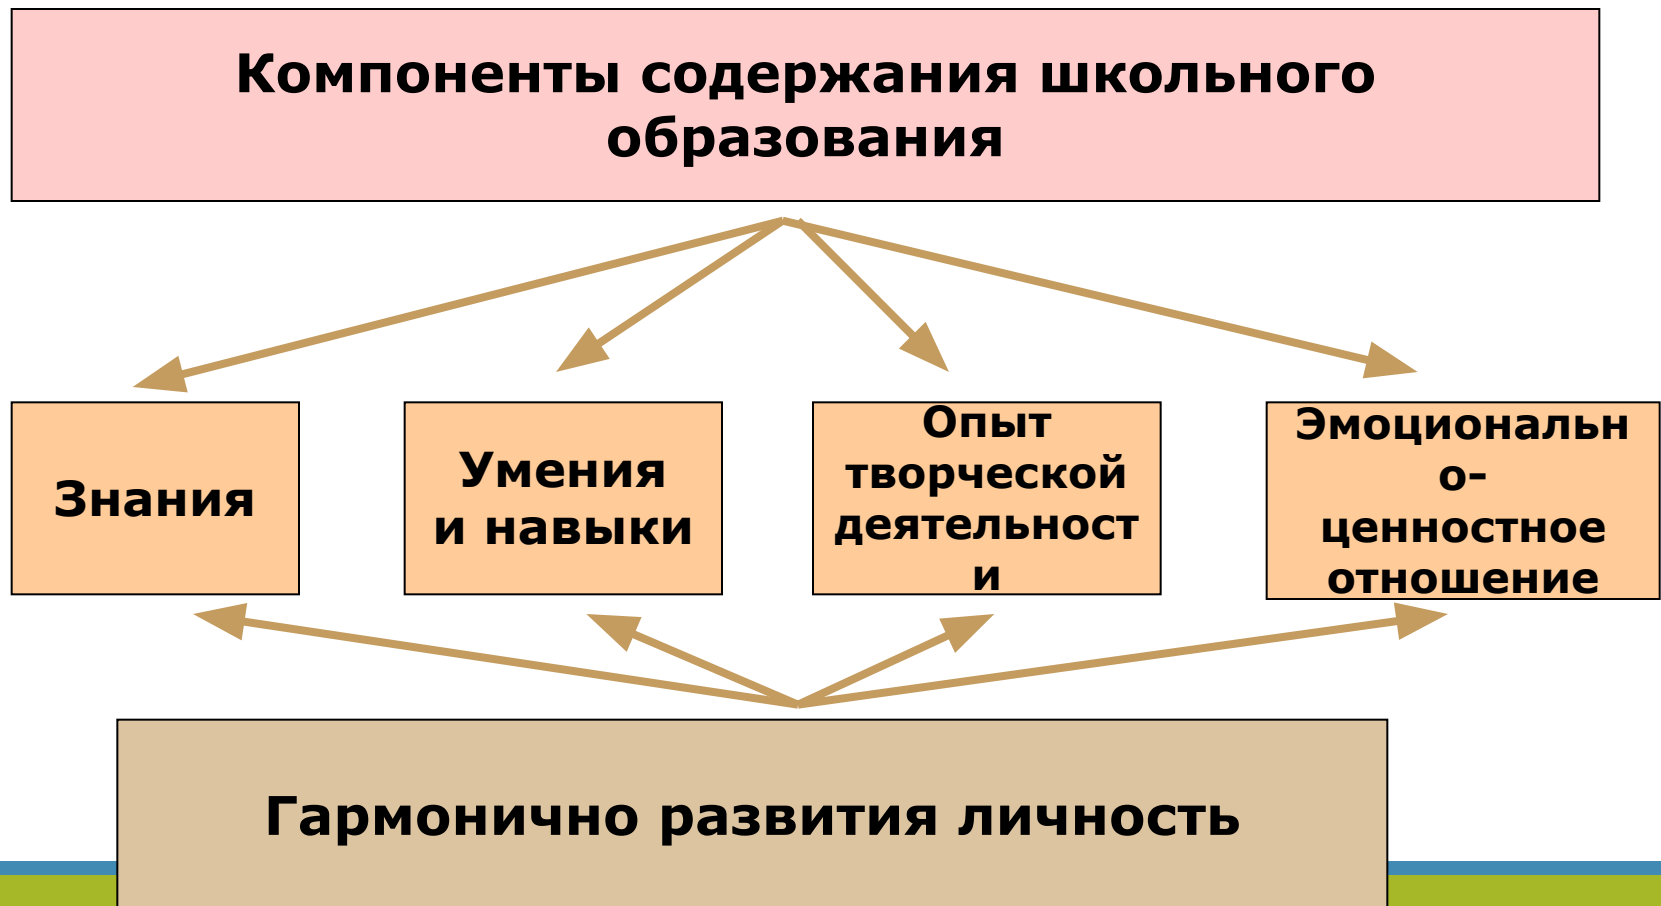 Компоненты содержания школьного
образования
Знания
Умения
и навыки
Опыт
творческой
деятельност
и
Эмоциональн
о-
ценностное
отношение
Гармонично развития личность